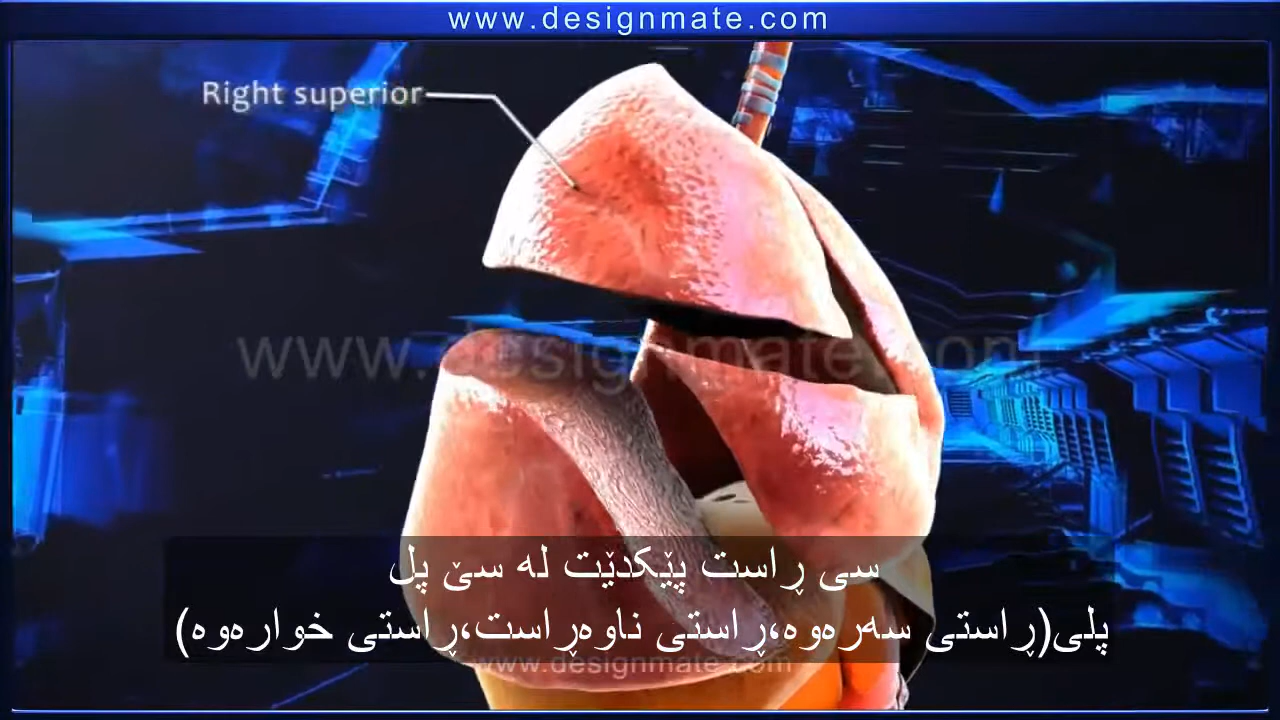 www.designmate.com
Right superior
www.designmate.com
سی ڕاست پێکدێت لە سێ پل
پلی(ڕاستی سەرەوە،ڕاستی ناوەڕاست،ڕاستی خوارەوە)
www.designmate.com